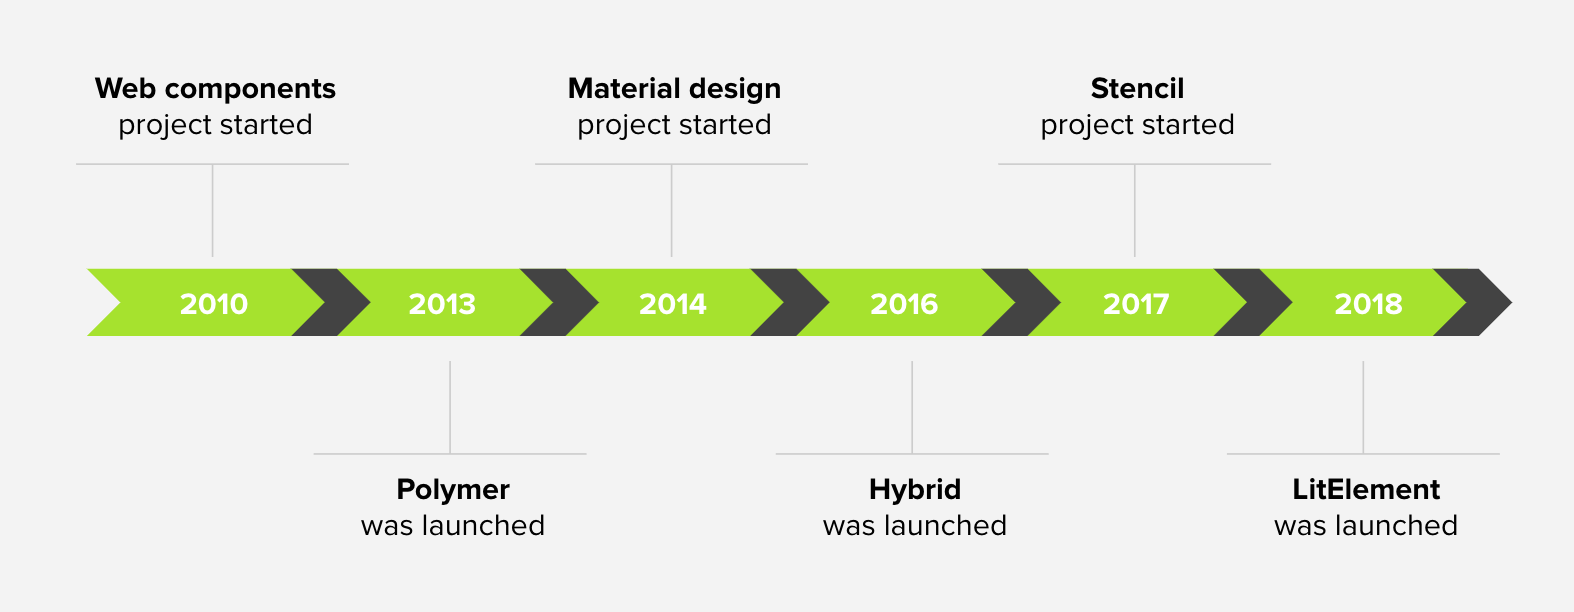 Web components
project started
Material design
project started
Stencil
project started
2010
2013
2014
2016
2017
2018
Polymer
was launched
Hybrid
was launched
LitElement
was launched